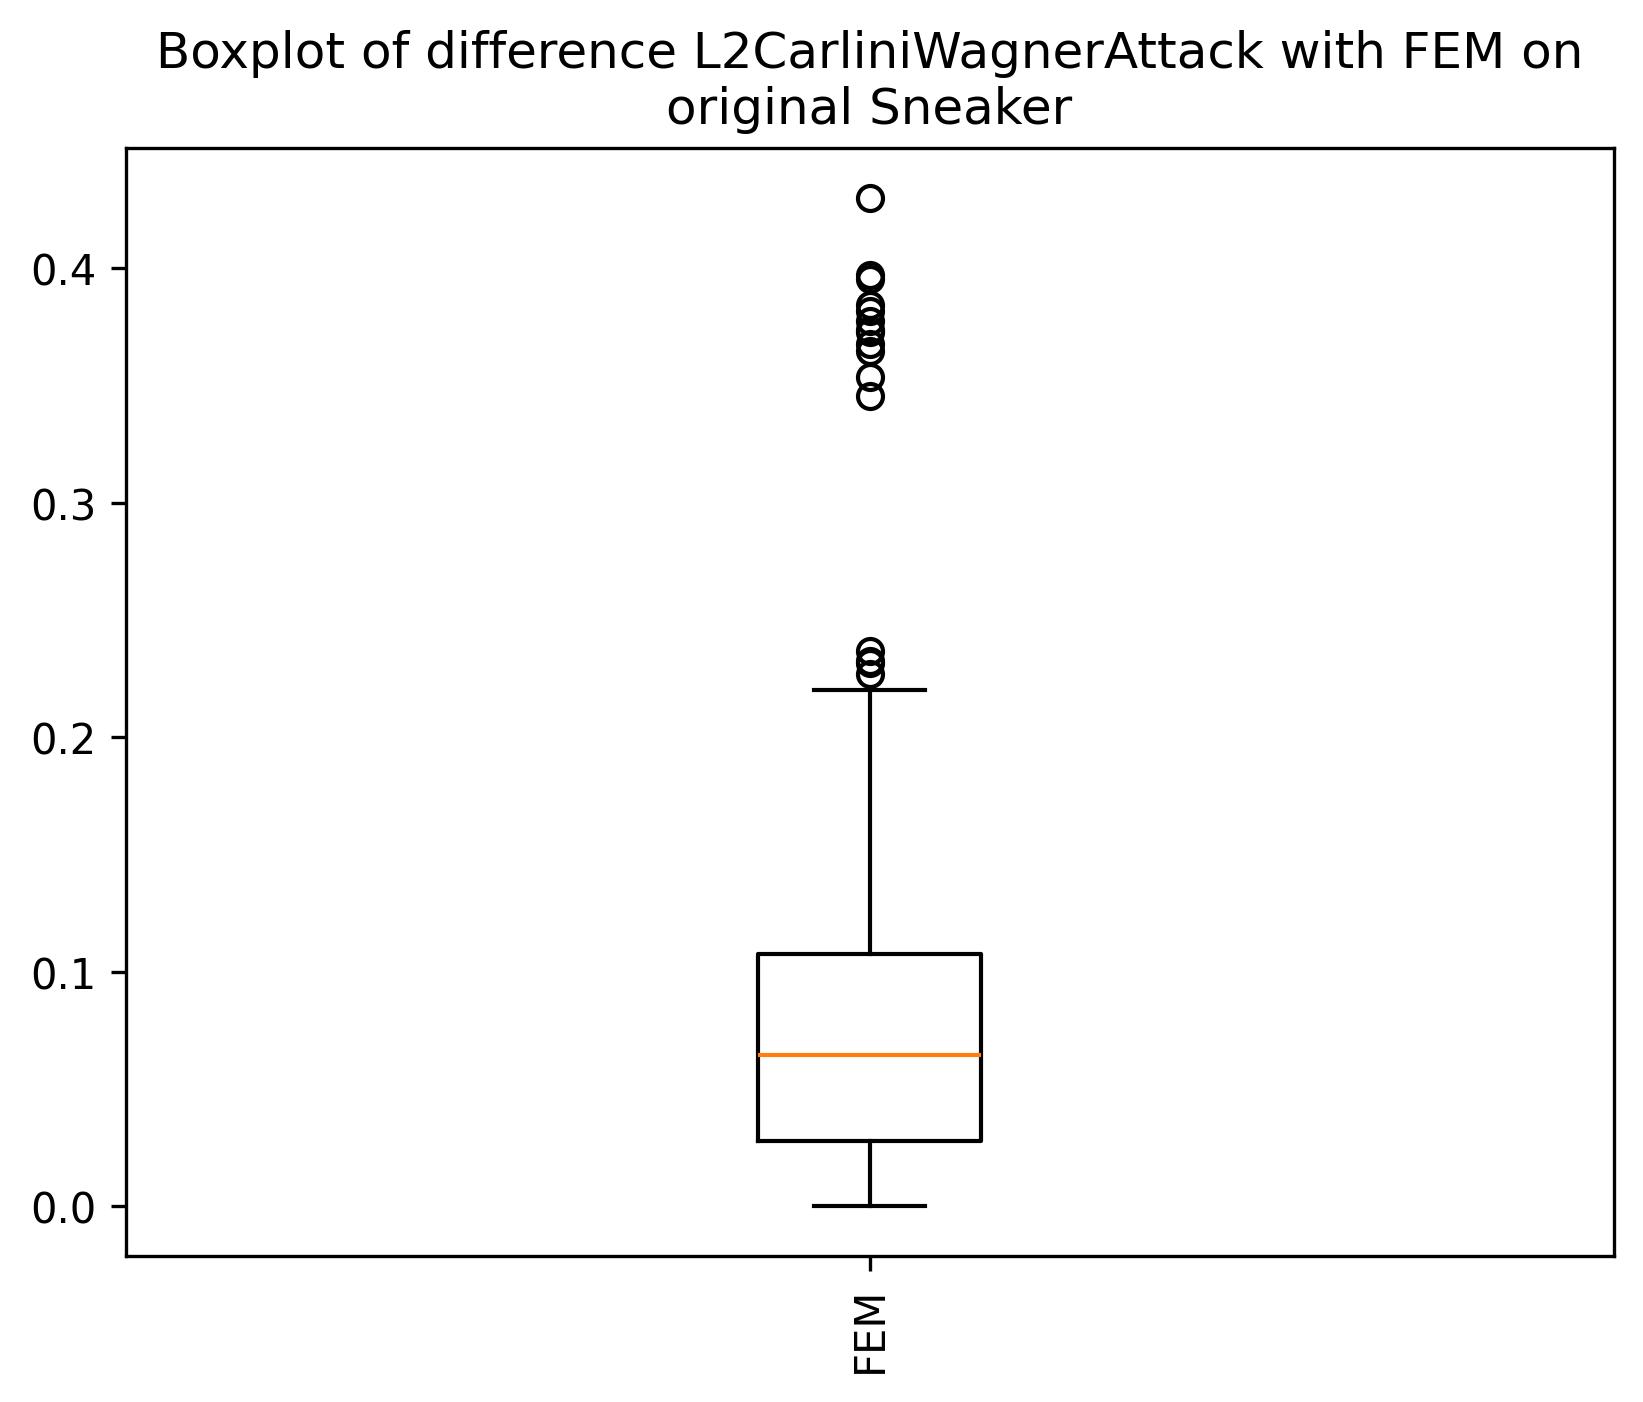 Boxplot of difference L2CarliniWagnerAttack with FEM on
original Sneaker
0.4
0.3
0.2
0.1
0.0
FEM